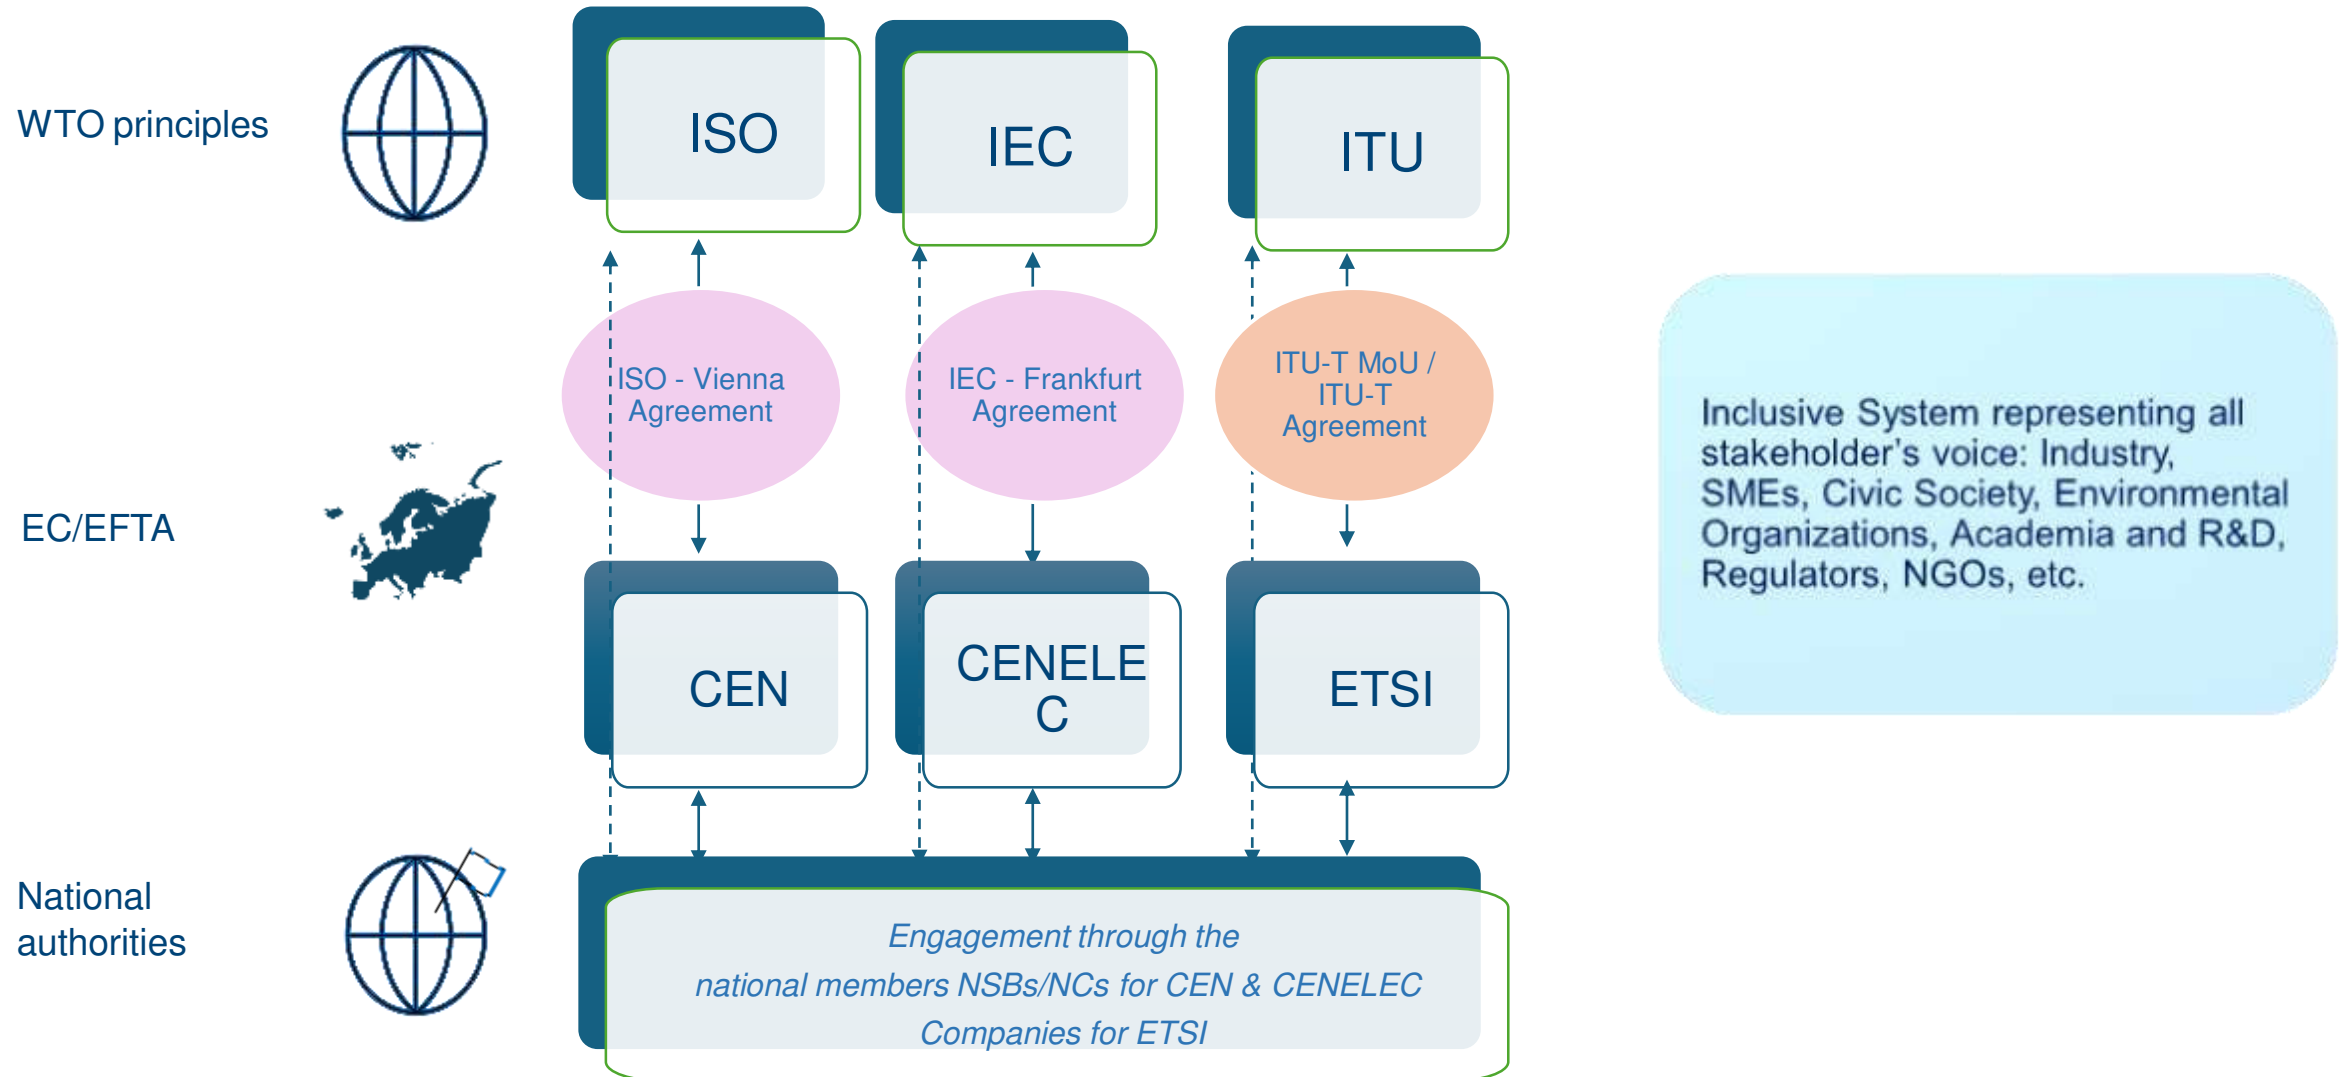 WTO principles
ISO
IEC
ITU
ISO - Vienna
Agreement
IEC - Frankfurt
Agreement
ITU-T MoU /
ITU-T
Agreement
Inclusive System representing all
stakeholder's voice: Industry,
SMEs, Civic Society, Environmental
Organizations, Academia and R&D,
Regulators, NGOs, etc.
EC/EFTA
CEN
CENELE
C
ETSI
National
authorities
Engagement through the
national members NSBs/NCs for CEN & CENELEC
Companies for ETSI